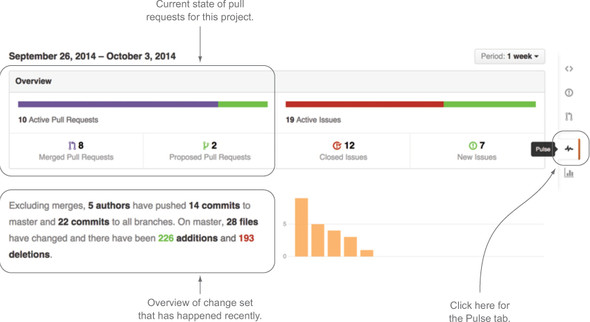 Current state of pull
requests for this project.
September 26, 2014 – October 3, 2014
Period: 1 week
Overview
10 Active Pull Requests
19 Active Issues
8
Merged Pull Requests
2
Proposed Pull Requests
12
Closed Issues
7
New Issues
Pulse
Excluding merges, 5 authors have pushed 14 commits to
master and 22 commits to all branches. On master, 28 files
have changed and there have been 226 additions and 193
deletions.
5
0
Overview of change set
that has happened recently.
Click here for
the Pulse tab.